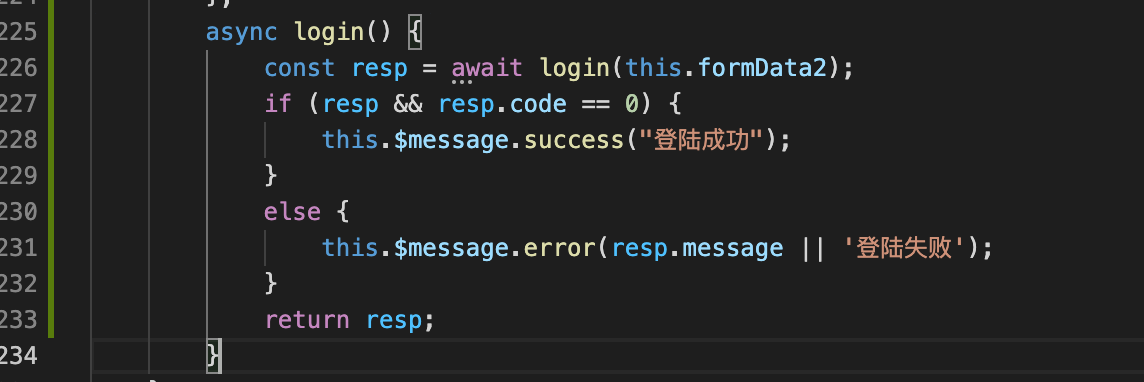 224 },
225 async login() {
226 const resp = await login(this.formData2);
227 if (resp && resp.code == 0) {
228 this.$message.success("登陆成功");
229 }
230 else {
231 this.$message.error(resp.message || '登陆失败');
232 }
233 return resp;
234 }
}